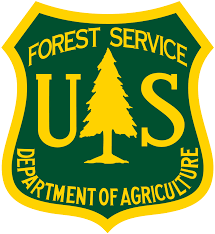 FOREST SERVICE
U S
DEPARTMENT OF AGRICULTURE